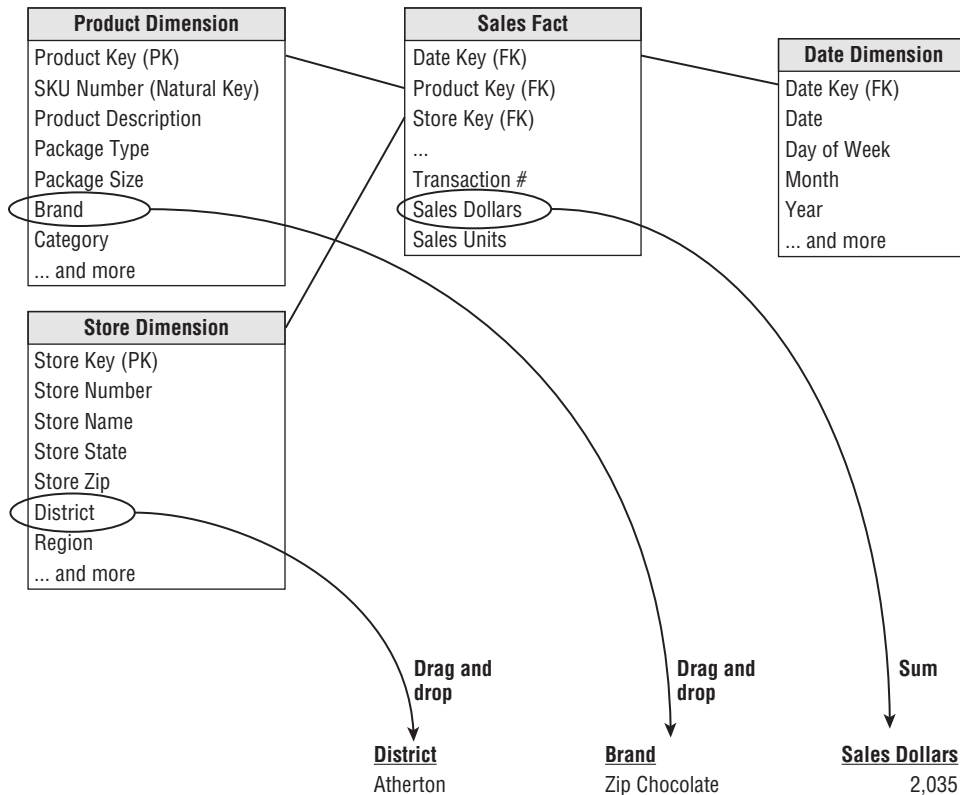 Product Dimension
Product Key (PK)
SKU Number (Natural Key)
Product Description
Package Type
Package Size
Brand
Category
... and more
Sales Fact
Date Key (FK)
Product Key (FK)
Store Key (FK)
...
Transaction #
Sales Dollars
Sales Units
Date Dimension
Date Key (FK)
Date
Day of Week
Month
Year
... and more
Store Dimension
Store Key (PK)
Store Number
Store Name
Store State
Store Zip
District
Region
... and more
Drag and
drop
Drag and
drop
Sum
District
Brand
Sales Dollars
Atherton
Zip Chocolate
2,035